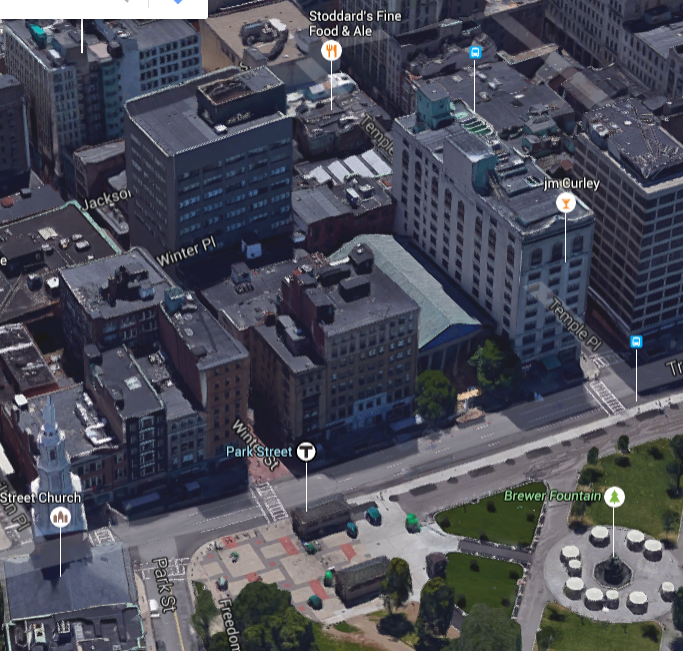 Stoddard's Fine
Food & Ale
Temple
jm Curley
Jackson
Winter Pl
Temple Pl
Tr
Winter St
Park Street
T
Brewer Fountain
Street Church
Park St
Freedom